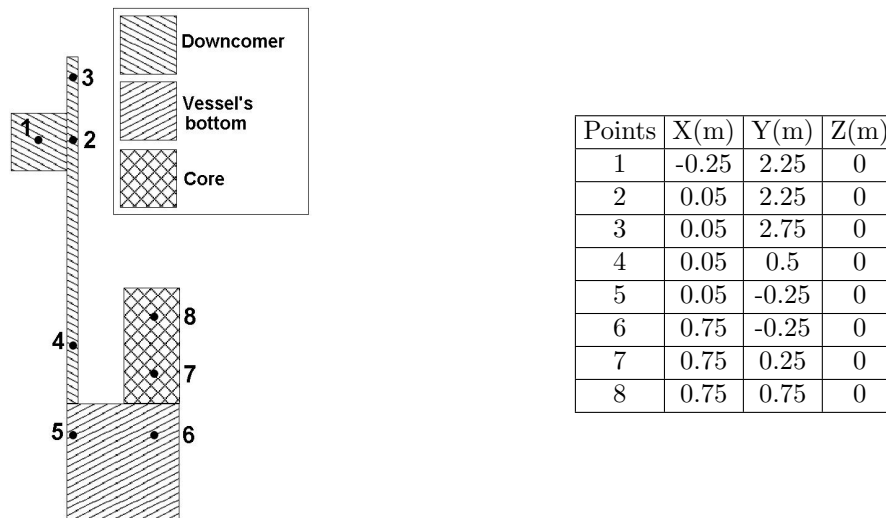 Downcomer
Vessel's
bottom
Core
3
1
2
8
4
7
5
6
Points X(m) Y(m) Z(m)
1 -0.25 2.25 0
2 0.05 2.25 0
3 0.05 2.75 0
4 0.05 0.5 0
5 0.05 -0.25 0
6 0.75 -0.25 0
7 0.75 0.25 0
8 0.75 0.75 0